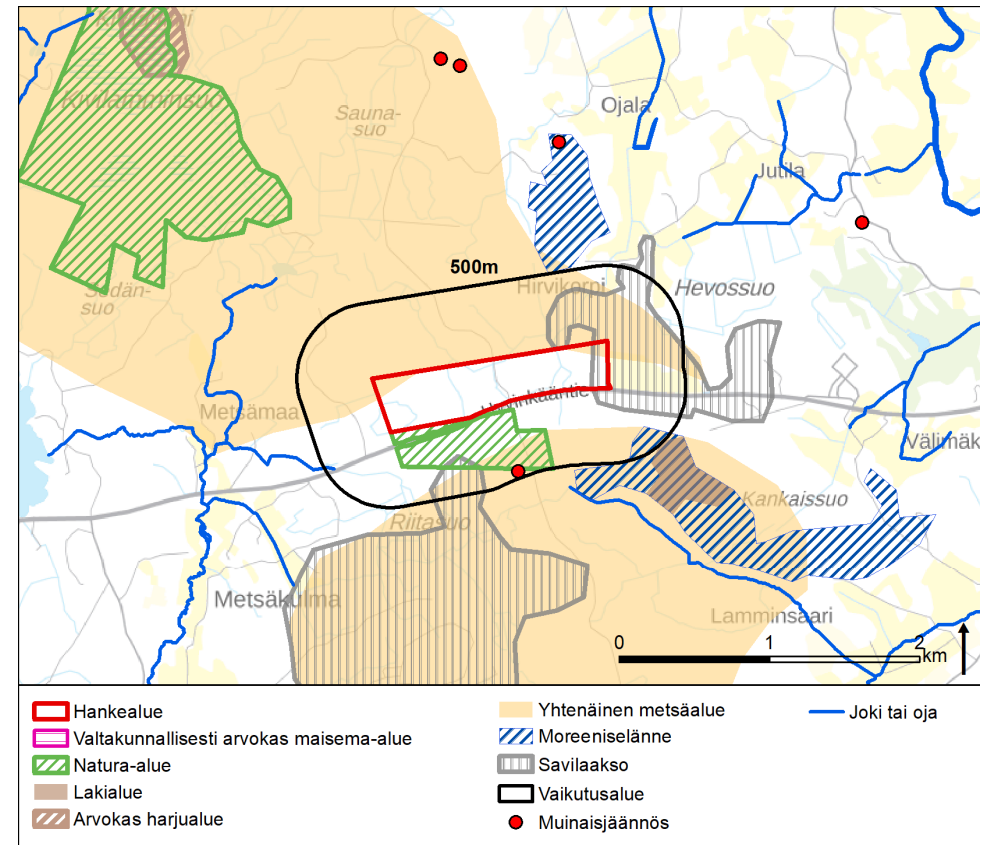 Kivilamminsuo
Sauna-
suo
Ojala
Jutila
500m
Hirvikorpi
Hevossuo
Sedän-
suo
Metsämaa
Välimäk
Kankaissuo
Riitasuo
Metsäkulma
Lamminsaari
0 1 2
km
Hankealue
Valtakunnallisesti arvokas maisema-alue
Natura-alue
Lakialue
Arvokas harjualue
Yhtenäinen metsäalue
Moreeniselänne
Savilaakso
Vaikutusalue
Muinaisjäännös
Joki tai oja